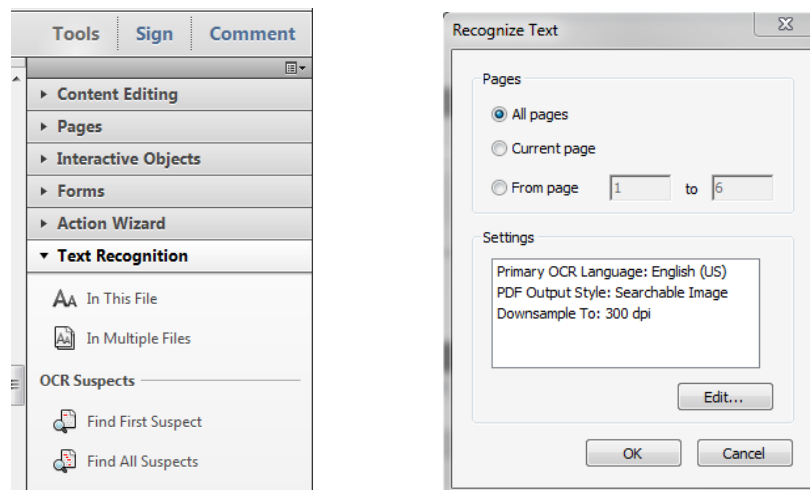 Tools Sign Comment
Content Editing
Pages
Interactive Objects
Forms
Action Wizard
Text Recognition
In This File
In Multiple Files
OCR Suspects
Find First Suspect
Find All Suspects
Recognize Text
Pages
All pages
Current page
From page 1 to 6
Settings
Primary OCR Language: English (US)
PDF Output Style: Searchable Image
Downsample To: 300 dpi
Edit...
OK Cancel